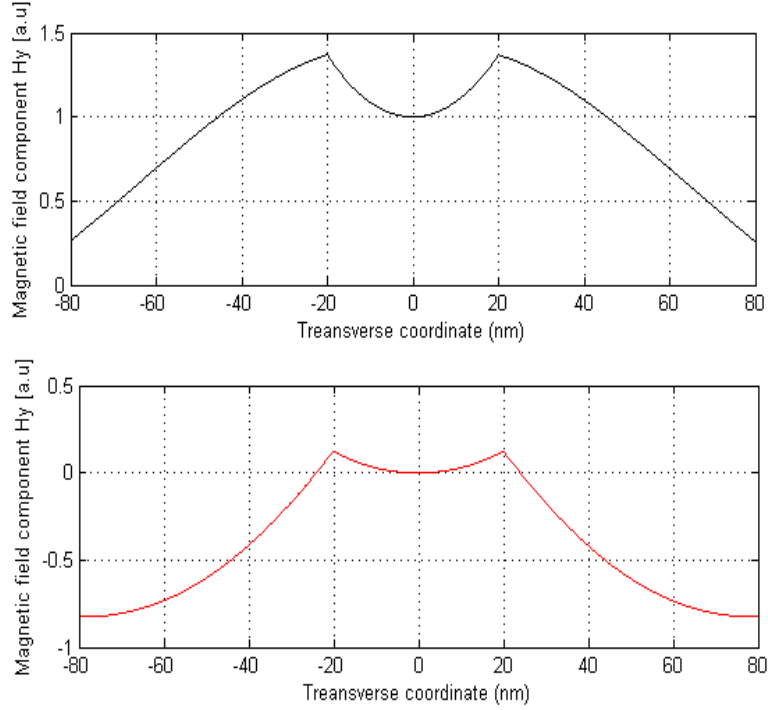 Magnetic field component Hy [a.u]
1.5
1
0.5
0
-80 -60 -40 -20 0 20 40 60 80
Treansverse coordinate (nm)
Magnetic field component Hy [a.u]
0.5
0
-0.5
-1
-80 -60 -40 -20 0 20 40 60 80
Treansverse coordinate (nm)